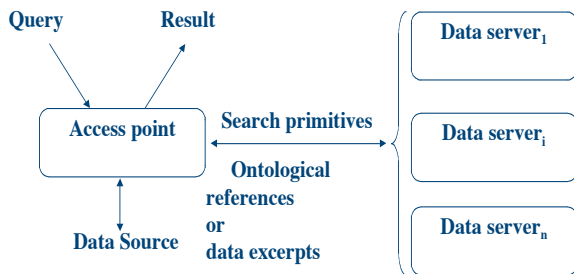 Query
Result
Access point
Data Source
Search primitives
Ontological
references
or
data excerpts
Data server₁
Data serverᵢ
Data serverₙ